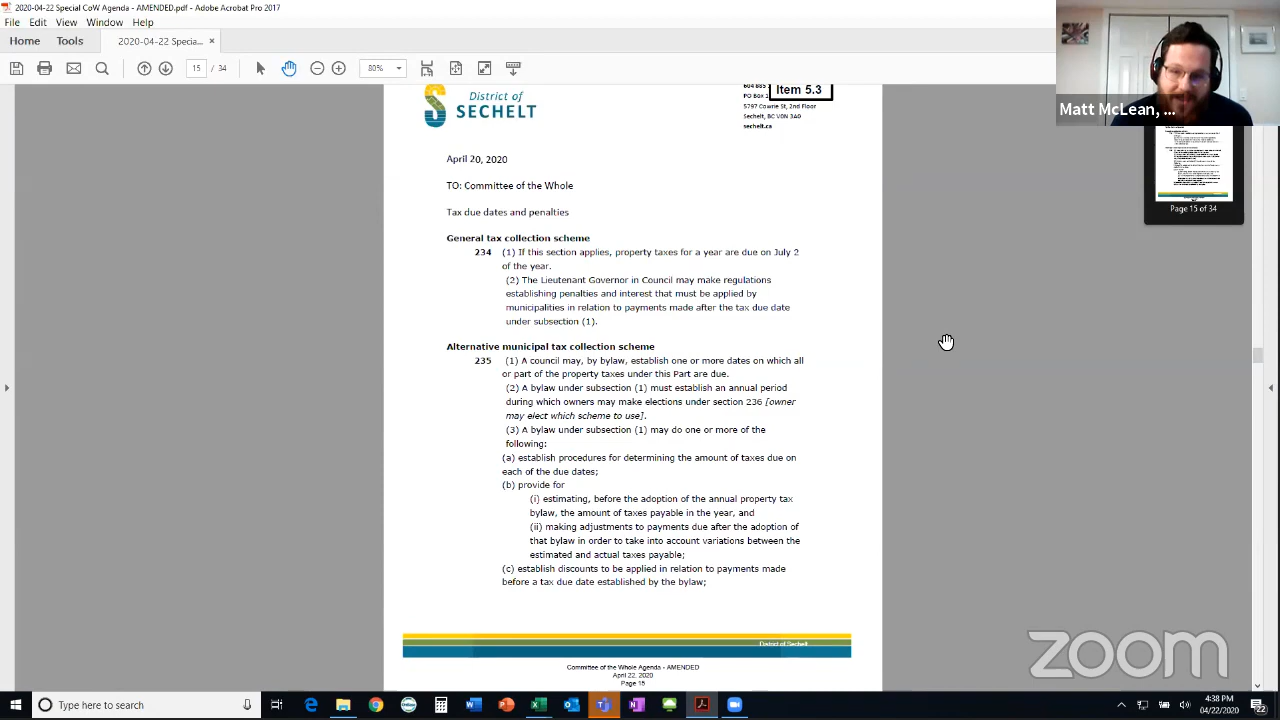 2020-04-22 Special CoW Agenda - AMENDED.pdf - Adobe Acrobat Pro 2017
File Edit View Window Help
Home Tools 2020-04-22 Specia... ×
15 / 34 80%
Matt McLean, ...
Page 15 of 34
District of
SECHELT
Item 5.3
PO Box 1
5797 Cowrie St, 2nd Floor
Sechelt, BC V0N 3A0
sechelt.ca
April 20, 2020
TO: Committee of the Whole
Tax due dates and penalties
General tax collection scheme
234 (1) If this section applies, property taxes for a year are due on July 2
of the year.
(2) The Lieutenant Governor in Council may make regulations
establishing penalties and interest that must be applied by
municipalities in relation to payments made after the tax due date
under subsection (1).
Alternative municipal tax collection scheme
235 (1) A council may, by bylaw, establish one or more dates on which all
or part of the property taxes under this Part are due.
(2) A bylaw under subsection (1) must establish an annual period
during which owners may make elections under section 236 [owner
may elect which scheme to use].
(3) A bylaw under subsection (1) may do one or more of the
following:
(a) establish procedures for determining the amount of taxes due on
each of the due dates;
(b) provide for
(i) estimating, before the adoption of the annual property tax
bylaw, the amount of taxes payable in the year, and
(ii) making adjustments to payments due after the adoption of
that bylaw in order to take into account variations between the
estimated and actual taxes payable;
(c) establish discounts to be applied in relation to payments made
before a tax due date established by the bylaw;
District of Sechelt
Committee of the Whole Agenda - AMENDED
April 22, 2020
Page 15
zoom
Type here to search
4:38 PM
04/22/2020